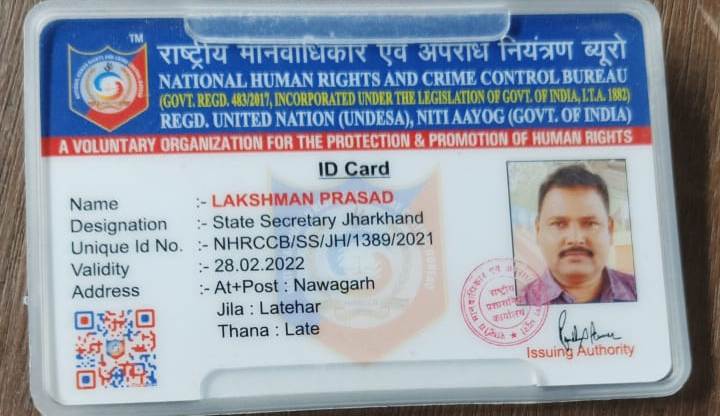 TM
राष्ट्रीय मानवाधिकार एवं अपराध नियंत्रण ब्यूरो
NATIONAL HUMAN RIGHTS AND CRIME CONTROL BUREAU
(GOVT. REGD. 483/2017, INCORPORATED UNDER THE LEGISLATION OF GOVT. OF INDIA, I.T.A. 1882)
REGD. UNITED NATION (UNDESA), NITI AAYOG (GOVT. OF INDIA)
A VOLUNTARY ORGANIZATION FOR THE PROTECTION & PROMOTION OF HUMAN RIGHTS
ID Card
Name :- LAKSHMAN PRASAD
Designation :- State Secretary Jharkhand
Unique Id No. :- NHRCCB/SS/JH/1389/2021
Validity :- 28.02.2022
Address :- At+Post : Nawagarh
Jila : Latehar
Thana : Late
राष्ट्रीय
कार्यालय
Issuing Authority